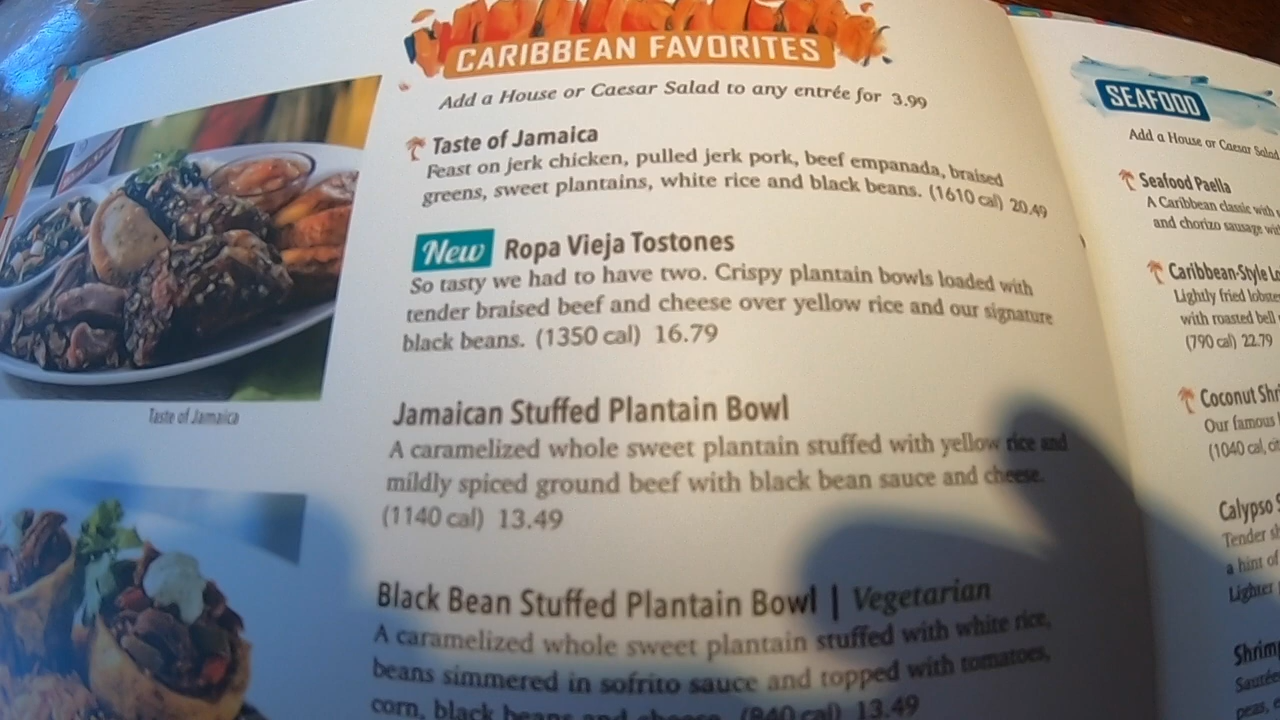 CARIBBEAN FAVORITES
Add a House or Caesar Salad to any entrée for 3.99
Taste of Jamaica
Feast on jerk chicken, pulled jerk pork, beef empanada, braised
greens, sweet plantains, white rice and black beans. (1610 cal) 20.49
New Ropa Vieja Tostones
So tasty we had to have two. Crispy plantain bowls loaded with
tender braised beef and cheese over yellow rice and our signature
black beans. (1350 cal) 16.79
Jamaican Stuffed Plantain Bowl
A caramelized whole sweet plantain stuffed with yellow rice and
mildly spiced ground beef with black bean sauce and cheese.
(1140 cal) 13.49
Black Bean Stuffed Plantain Bowl | Vegetarian
A caramelized whole sweet plantain stuffed with white rice,
beans simmered in sofrito sauce and topped with tomatoes,
corn, black beans and cheese. (840 cal) 13.49
Taste of Jamaica
SEAFOOD
Add a House or Caesar Salad
Seafood Paella
A Caribbean classic with
and chorizo sausage
Caribbean-Style
Lightly fried
with roasted bell
(790 cal) 22.79
Coconut
Our famous
(1040 cal,
Calypso
Tender
a hint of
Lighter